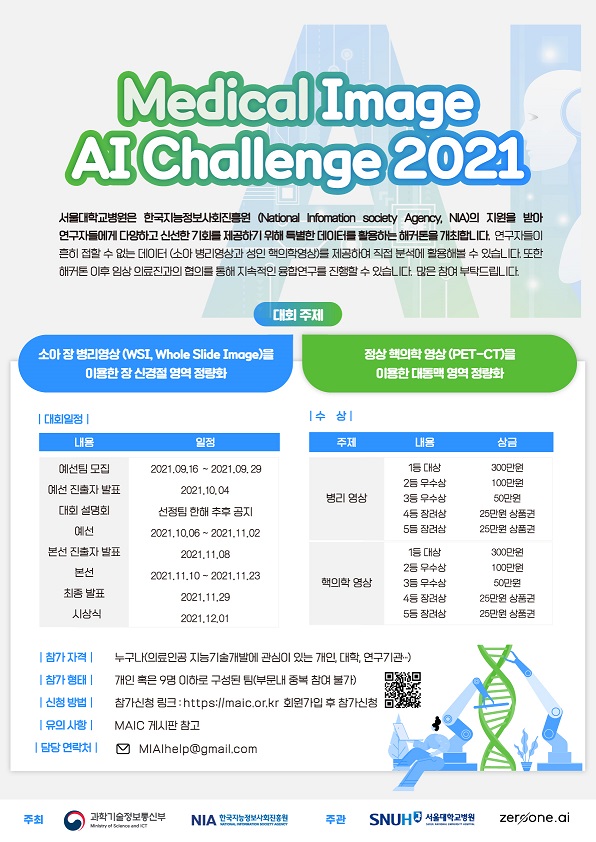 Medical Image
AI Challenge 2021
서울대학교병원은 한국지능정보사회진흥원 (National Infomation society Agency, NIA)의 지원을 받아
연구자들에게 다양하고 신선한 기회를 제공하기 위해 특별한 데이터를 활용하는 해커톤을 개최합니다. 연구자들이
흔히 접할 수 없는 데이터 (소아 병리영상과 성인 핵의학영상)를 제공하여 직접 분석에 활용해볼 수 있습니다. 또한
해커톤 이후 임상 의료진과의 협의를 통해 지속적인 융합연구를 진행할 수 있습니다. 많은 참여 부탁드립니다.
대회 주제
소아 장 병리영상 (WSI, Whole Slide Image)을
이용한 장 신경절 영역 정량화
정상 핵의학 영상 (PET-CT)을
이용한 대동맥 영역 정량화
| 대회일정 |
내용 일정
예선팀 모집 2021.09.16 ~ 2021.09.29
예선 진출자 발표 2021.10.04
대회 설명회 선정팀 한해 추후 공지
예선 2021.10.06 ~ 2021.11.02
본선 진출자 발표 2021.11.08
본선 2021.11.10 ~ 2021.11.23
최종 발표 2021.11.29
시상식 2021.12.01
| 수 상 |
주제 내용 상금
병리 영상
1등 대상 300만원
2등 우수상 100만원
3등 우수상 50만원
4등 장려상 25만원 상품권
5등 장려상 25만원 상품권
핵의학 영상
1등 대상 300만원
2등 우수상 100만원
3등 우수상 50만원
4등 장려상 25만원 상품권
5등 장려상 25만원 상품권
| 참가 자격 | 누구나(의료인공 지능기술개발에 관심이 있는 개인, 대학, 연구기관··)
| 참가 형태 | 개인 혹은 9명 이하로 구성된 팀(부문내 중복 참여 불가)
| 신청 방법 | 참가신청 링크 : https://maic.or.kr 회원가입 후 참가신청
| 유의 사항 | MAIC 게시판 참고
| 담당 연락처 | MIAIhelp@gmail.com
주최 과학기술정보통신부 NIA 한국지능정보사회진흥원 주관 SNUH 서울대학교병원 zerone.ai
Ministry of Science and ICT NATIONAL INFORMATION SOCIETY AGENCY SEOUL NATIONAL UNIVERSITY HOSPITAL